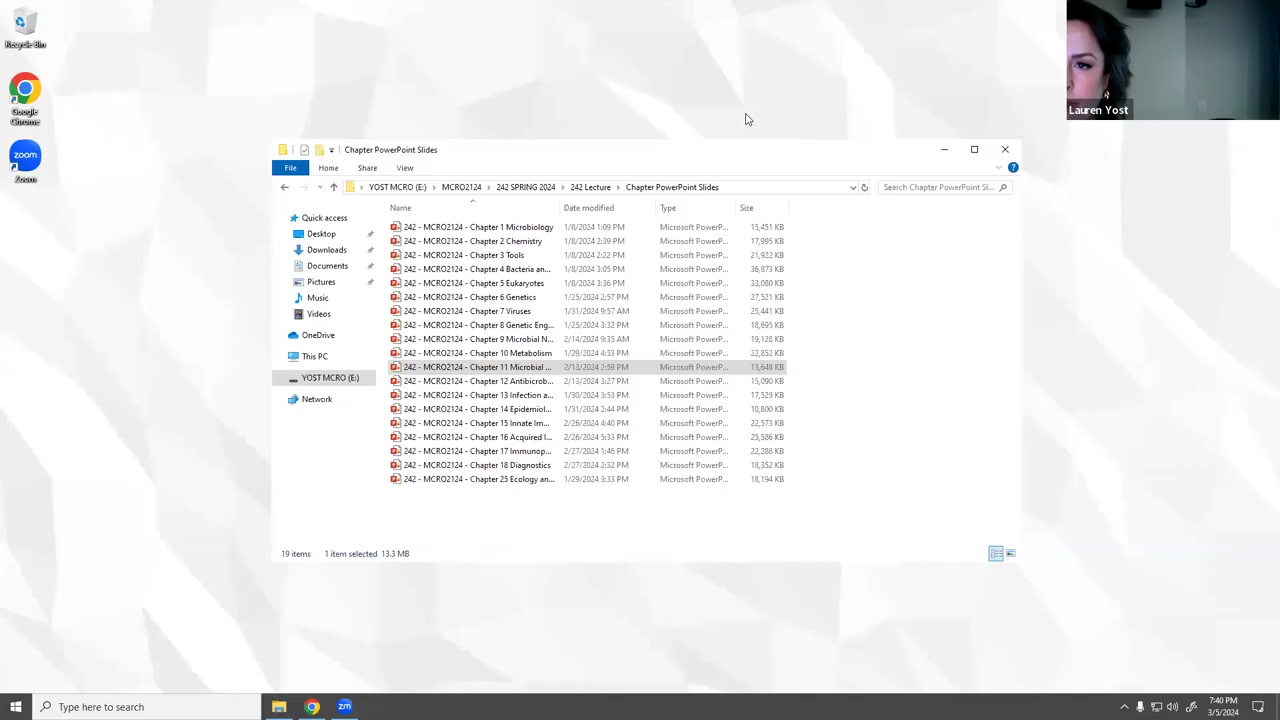 Recycle Bin
Google Chrome
Zoom
zoom
Lauren Yost
Chapter PowerPoint Slides
File Home Share View
YOST MCRO (E:) MCRO2124 242 SPRING 2024 242 Lecture Chapter PowerPoint Slides Search Chapter PowerPoint Sl...
Quick access
Desktop
Downloads
Documents
Pictures
Music
Videos
OneDrive
This PC
YOST MCRO (E:)
Network
Name Date modified Type Size
242 - MCRO2124 - Chapter 1 Microbiology 1/8/2024 1:09 PM Microsoft PowerP... 15,451 KB
242 - MCRO2124 - Chapter 2 Chemistry 1/8/2024 2:39 PM Microsoft PowerP... 17,995 KB
242 - MCRO2124 - Chapter 3 Tools 1/8/2024 2:22 PM Microsoft PowerP... 21,922 KB
242 - MCRO2124 - Chapter 4 Bacteria an... 1/8/2024 3:05 PM Microsoft PowerP... 36,873 KB
242 - MCRO2124 - Chapter 5 Eukaryotes 1/8/2024 3:36 PM Microsoft PowerP... 33,080 KB
242 - MCRO2124 - Chapter 6 Genetics 1/25/2024 2:57 PM Microsoft PowerP... 27,521 KB
242 - MCRO2124 - Chapter 7 Viruses 1/31/2024 9:57 AM Microsoft PowerP... 25,441 KB
242 - MCRO2124 - Chapter 8 Genetic Eng... 1/25/2024 3:32 PM Microsoft PowerP... 18,695 KB
242 - MCRO2124 - Chapter 9 Microbial N... 2/14/2024 9:35 AM Microsoft PowerP... 19,128 KB
242 - MCRO2124 - Chapter 10 Metabolism 1/29/2024 4:33 PM Microsoft PowerP... 22,852 KB
242 - MCRO2124 - Chapter 11 Microbial ... 2/13/2024 2:59 PM Microsoft PowerP... 13,648 KB
242 - MCRO2124 - Chapter 12 Antibicrob... 2/13/2024 3:27 PM Microsoft PowerP... 15,090 KB
242 - MCRO2124 - Chapter 13 Infection a... 1/30/2024 3:53 PM Microsoft PowerP... 17,529 KB
242 - MCRO2124 - Chapter 14 Epidemiol... 1/31/2024 2:44 PM Microsoft PowerP... 10,800 KB
242 - MCRO2124 - Chapter 15 Innate Im... 2/26/2024 4:40 PM Microsoft PowerP... 22,573 KB
242 - MCRO2124 - Chapter 16 Acquired I... 2/26/2024 5:33 PM Microsoft PowerP... 25,586 KB
242 - MCRO2124 - Chapter 17 Immunop... 2/27/2024 1:46 PM Microsoft PowerP... 22,288 KB
242 - MCRO2124 - Chapter 18 Diagnostics 2/27/2024 2:32 PM Microsoft PowerP... 18,352 KB
242 - MCRO2124 - Chapter 25 Ecology an... 1/29/2024 3:33 PM Microsoft PowerP... 18,194 KB
19 items 1 item selected 13.3 MB
Type here to search
zm
7:40 PM
3/5/2024